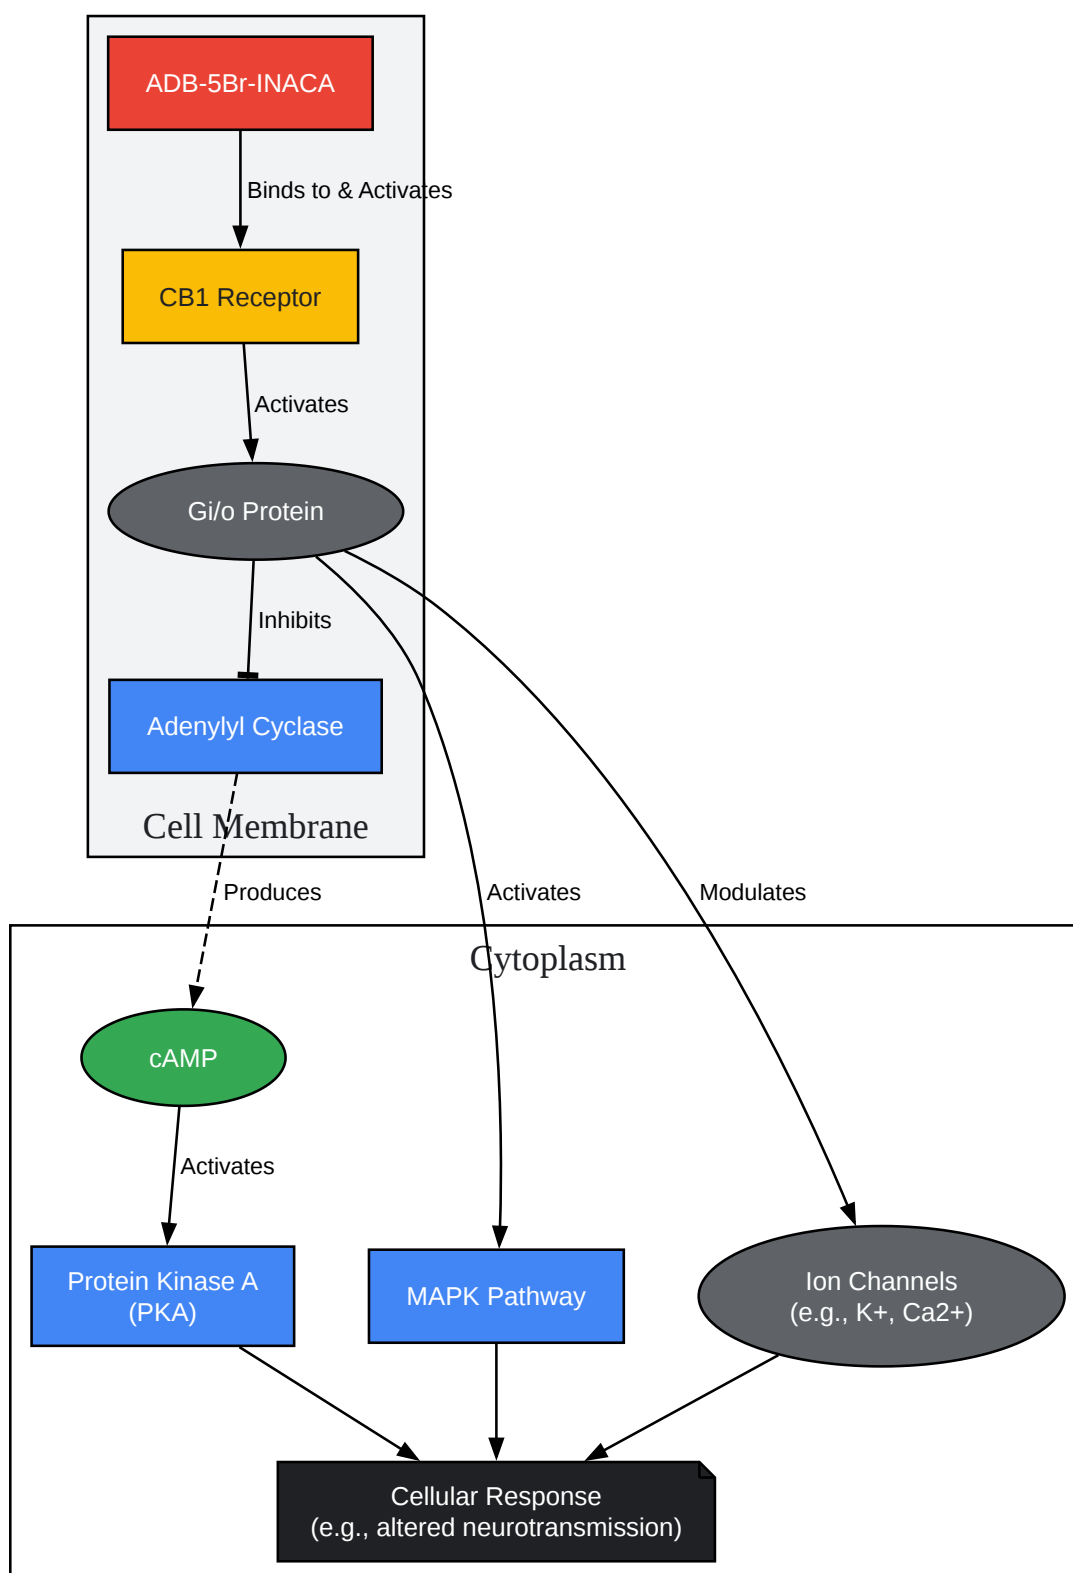 ADB-5Br-INACA
Binds to & Activates
CB1 Receptor
Activates
Gi/o Protein
Inhibits
Adenylyl Cyclase
Cell Membrane
Produces
Activates
Modulates
Cytoplasm
cAMP
Activates
Protein Kinase A
(PKA)
MAPK Pathway
Ion Channels
(e.g., K+, Ca2+)
Cellular Response
(e.g., altered neurotransmission)